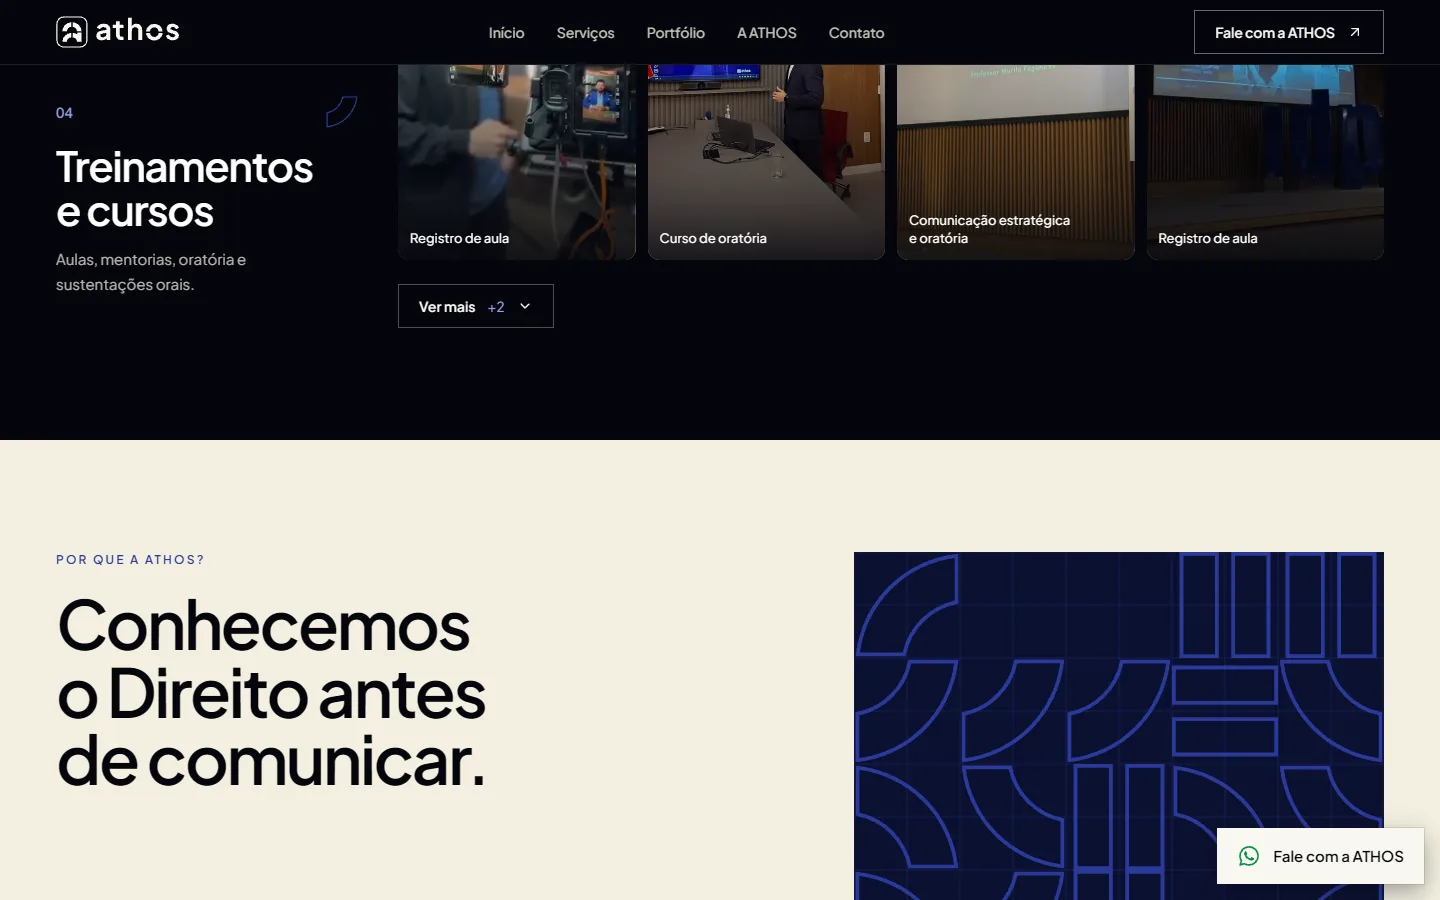 athos
Início
Serviços
Portfólio
A ATHOS
Contato
Fale com a ATHOS
04
Treinamentos
e cursos
Aulas, mentorias, oratória e
sustentações orais.
Registro de aula
Curso de oratória
Comunicação estratégica
e oratória
Registro de aula
Ver mais +2
POR QUE A ATHOS?
Conhecemos
o Direito antes
de comunicar.
Fale com a ATHOS